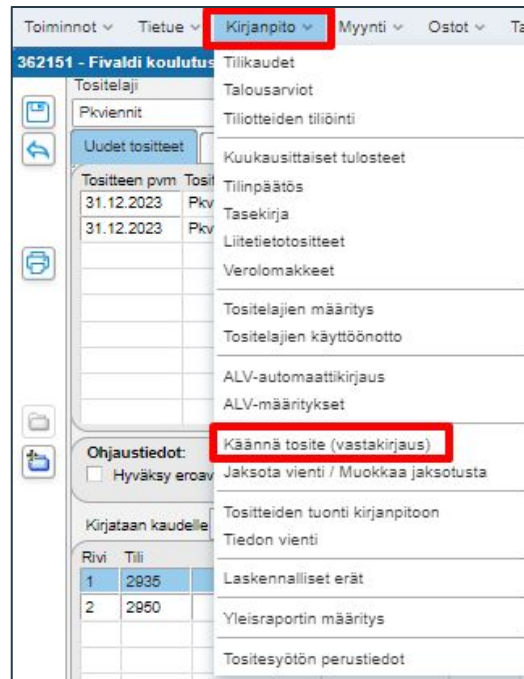 Toiminnot Tietue Kirjanpito Myynti Ostot
362151 - Fivaldi koulutus
Tositelaji
Pkviennit
Uudet tositteet
Tositteen pvm
31.12.2023
31.12.2023
Ohjaustiedot:
Hyväksy
Kirjataan kaudelle
Rivi Tili
1 2935
2 2950
Tilikaudet
Talousarviot
Tiliotteiden tiliöinti
Kuukausittaiset tulosteet
Tilinpäätös
Tasekirja
Liitetietotositteet
Verolomakkeet
Tositelajien määritys
Tositelajien käyttöönotto
ALV-automaattikirjaus
ALV-määritykset
Käännä tosite (vastakirjaus)
Jaksota vienti / Muokkaa jaksotusta
Tositteiden tuonti kirjanpitoon
Tiedon vienti
Laskennalliset erät
Yleisraportin määritys
Tositesyötön perustiedot